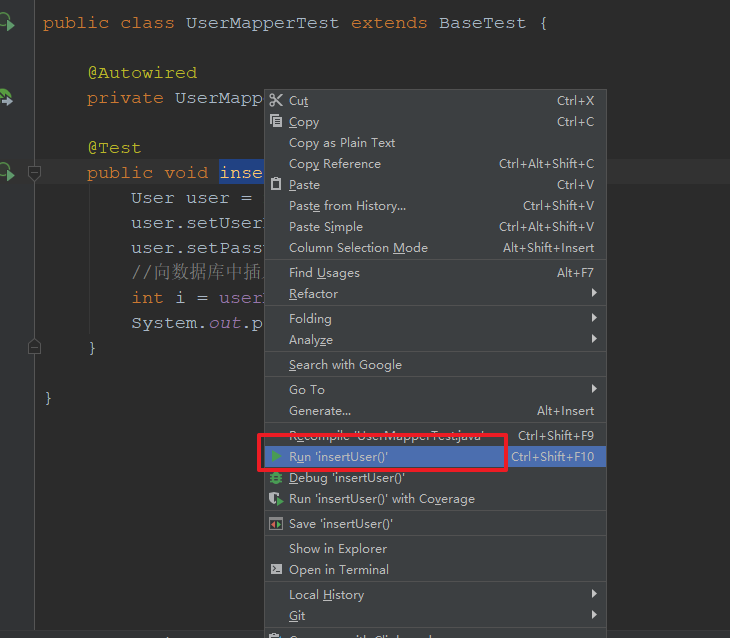 public class UserMapperTest extends BaseTest {
@Autowired
private UserMapp
@Test
public void inse
User user =
user.setUser
user.setPass
//向数据库中插
int i = user
System.out.p
}
}
Cut Ctrl+X
Copy Ctrl+C
Copy as Plain Text
Copy Reference Ctrl+Alt+Shift+C
Paste Ctrl+V
Paste from History... Ctrl+Shift+V
Paste Simple Ctrl+Alt+Shift+V
Column Selection Mode Alt+Shift+Insert
Find Usages Alt+F7
Refactor
Folding
Analyze
Search with Google
Go To
Generate... Alt+Insert
Recompile 'UserMapperTest.java' Ctrl+Shift+F9
Run 'insertUser()' Ctrl+Shift+F10
Debug 'insertUser()'
Run 'insertUser()' with Coverage
Save 'insertUser()'
Show in Explorer
Open in Terminal
Local History
Git